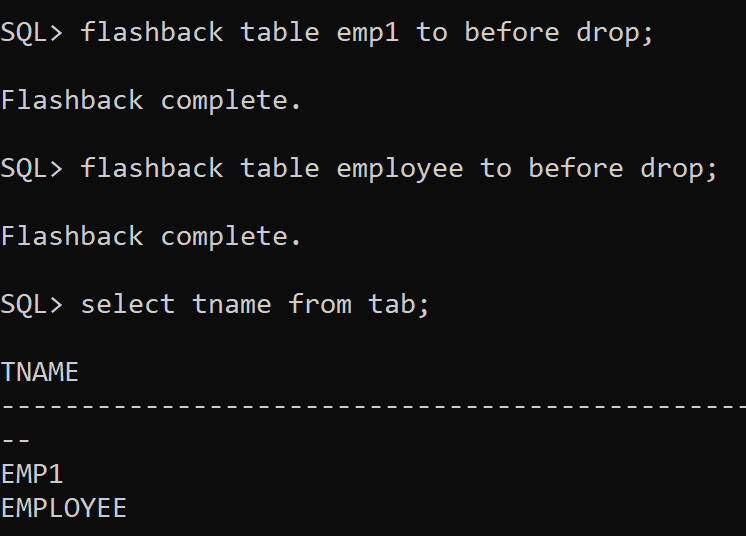 SQL> flashback table emp1 to before drop;
Flashback complete.
SQL> flashback table employee to before drop;
Flashback complete.
SQL> select tname from tab;
TNAME
-----------------------------------------------
--
EMP1
EMPLOYEE